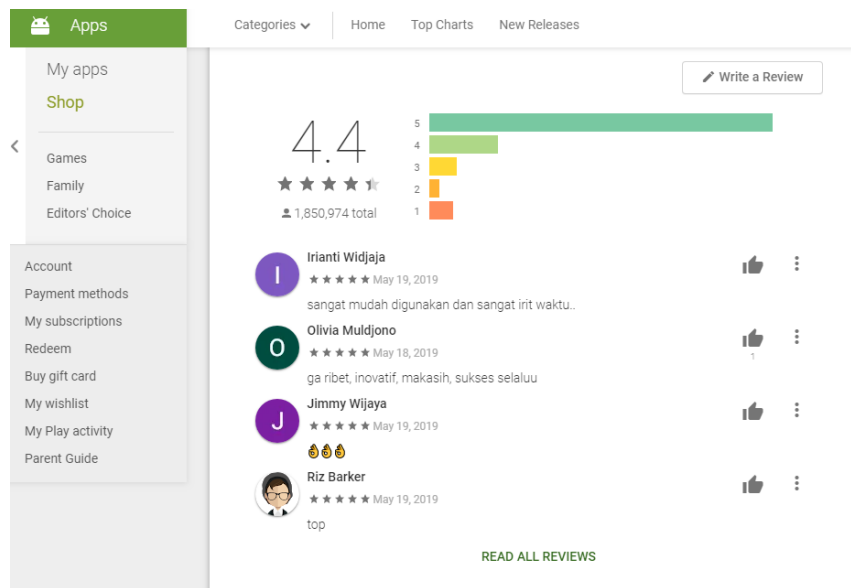 Apps
Categories
Home
Top Charts
New Releases
My apps
Shop
Games
Family
Editors' Choice
Account
Payment methods
My subscriptions
Redeem
Buy gift card
My wishlist
My Play activity
Parent Guide
Write a Review
4.4
1,850,974 total
5
4
3
2
1
I
Irianti Widjaja
May 19, 2019
sangat mudah digunakan dan sangat irit waktu..
O
Olivia Muldjono
May 18, 2019
1
ga ribet, inovatif, makasih, sukses selaluu
J
Jimmy Wijaya
May 19, 2019
👌👌👌
Riz Barker
May 19, 2019
top
READ ALL REVIEWS